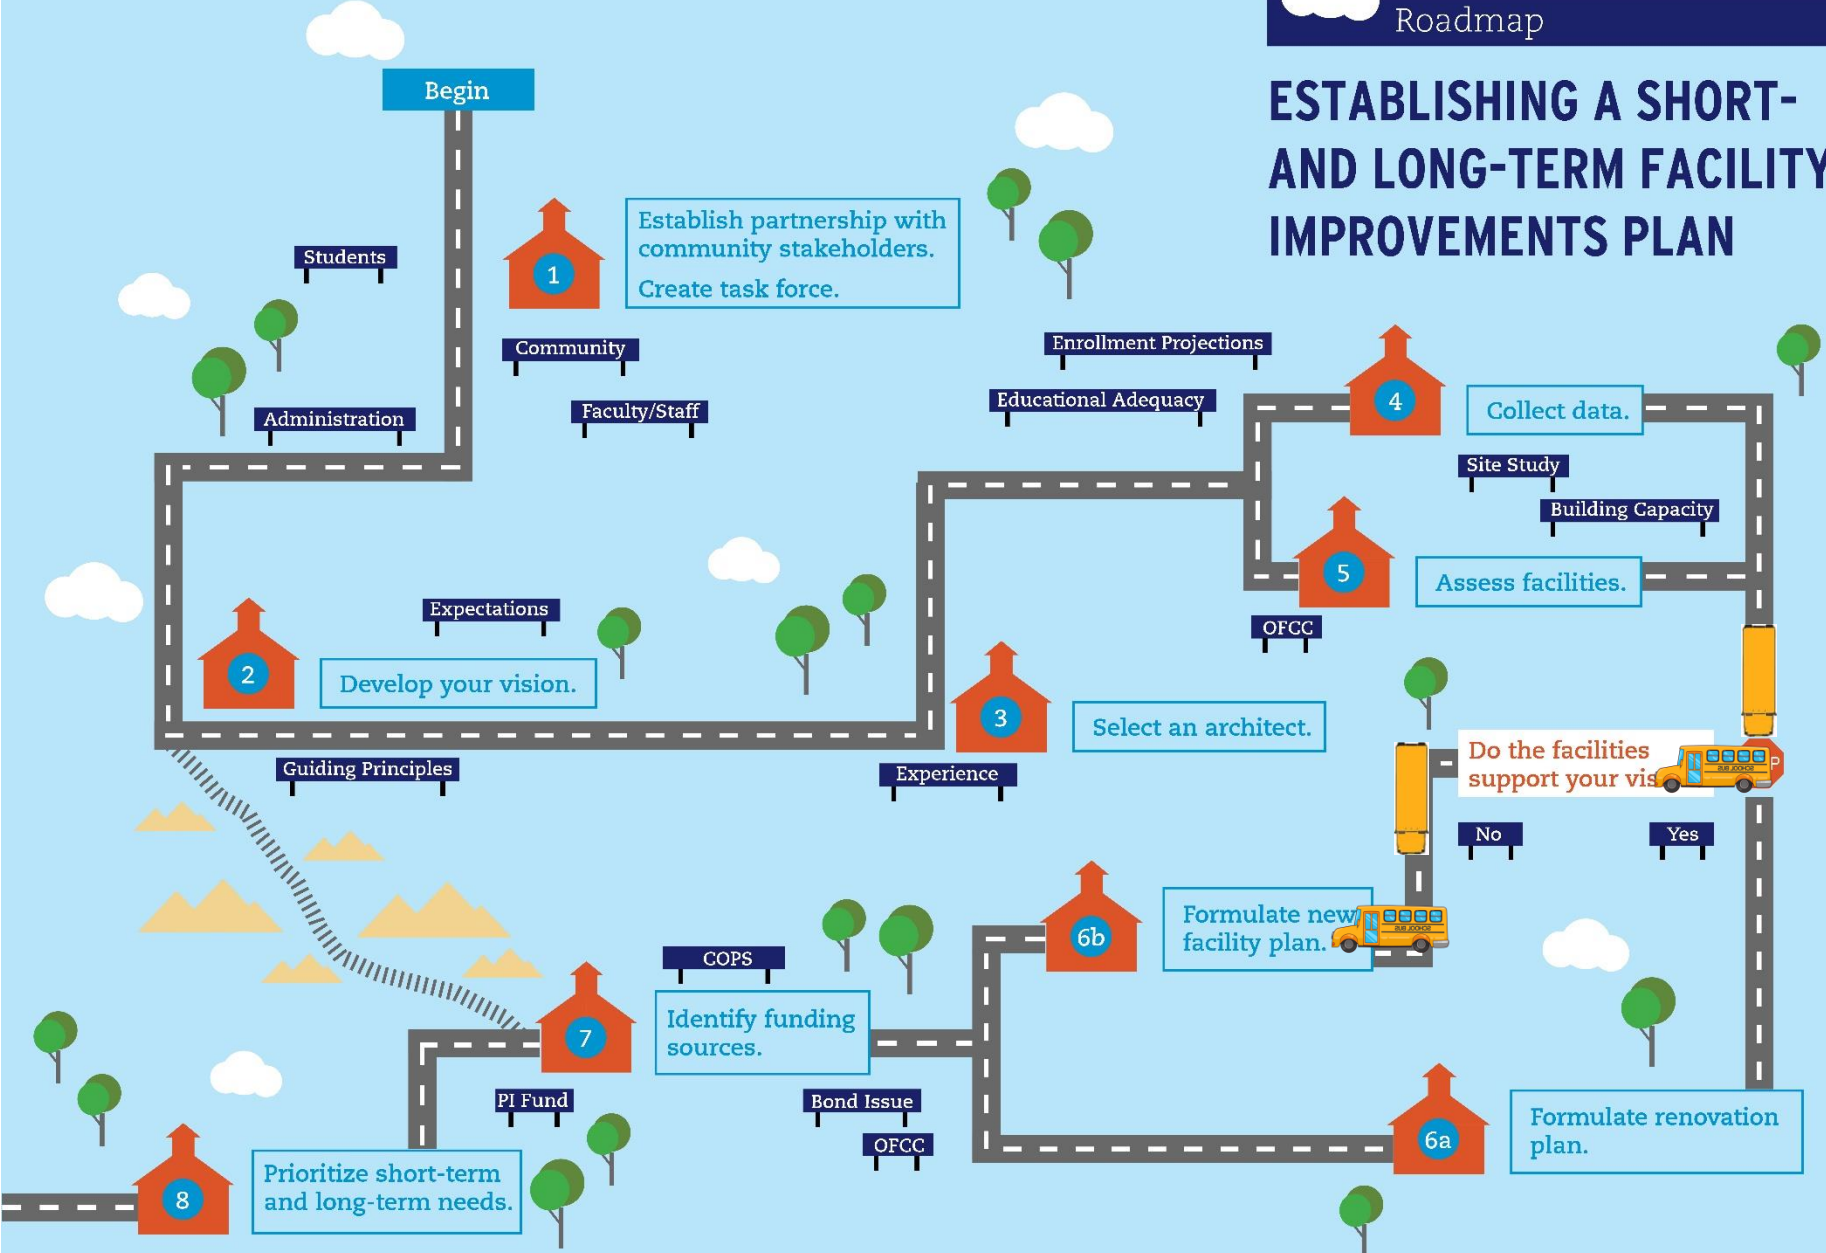 Roadmap
ESTABLISHING A SHORT-
AND LONG-TERM FACILITY
IMPROVEMENTS PLAN
Begin
Students
1
Establish partnership with
community stakeholders.
Create task force.
Community
Administration
Faculty/Staff
Enrollment Projections
Educational Adequacy
4
Collect data.
Site Study
Building Capacity
5
Assess facilities.
OFCC
Expectations
2
Develop your vision.
Guiding Principles
3
Select an architect.
Experience
Do the facilities
support your vis
P
No
Yes
6b
Formulate new
facility plan.
SCHOOL BUS
SCHOOL BUS
COPS
7
Identify funding
sources.
PI Fund
Bond Issue
OFCC
6a
Formulate renovation
plan.
8
Prioritize short-term
and long-term needs.